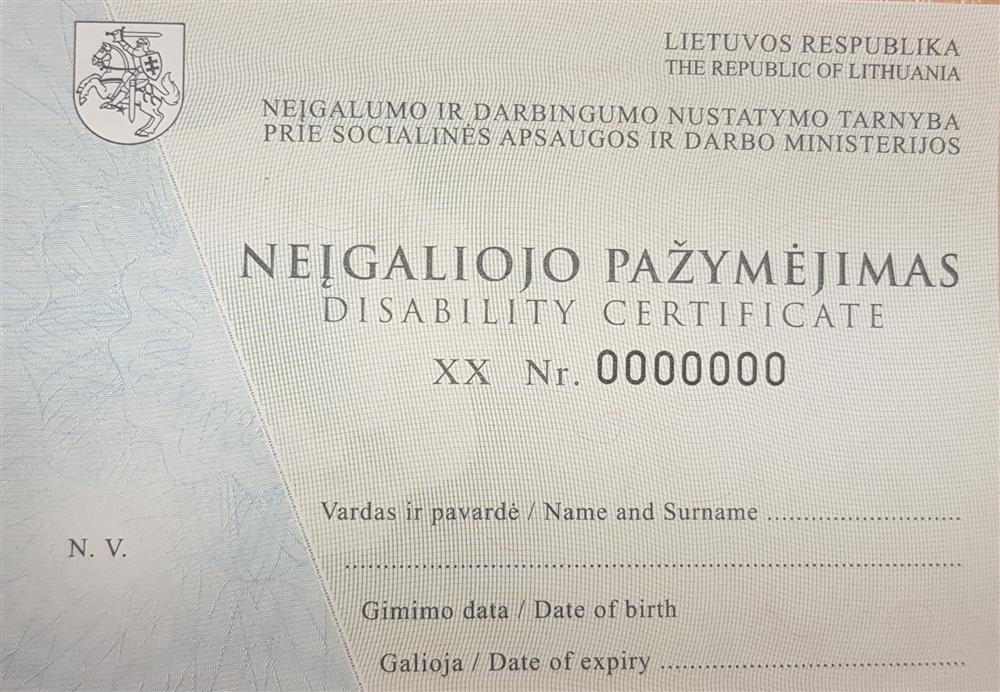 LIETUVOS RESPUBLIKA
THE REPUBLIC OF LITHUANIA
NEĮGALUMO IR DARBINGUMO NUSTATYMO TARNYBA
PRIE SOCIALINĖS APSAUGOS IR DARBO MINISTERIJOS
NEĮGALIOJO PAŽYMĖJIMAS
DISABILITY CERTIFICATE
XX Nr. 0000000
Vardas ir pavardė / Name and Surname ............................
..........................................................................................
N. V.
Gimimo data / Date of birth
Galioja / Date of expiry ............................................